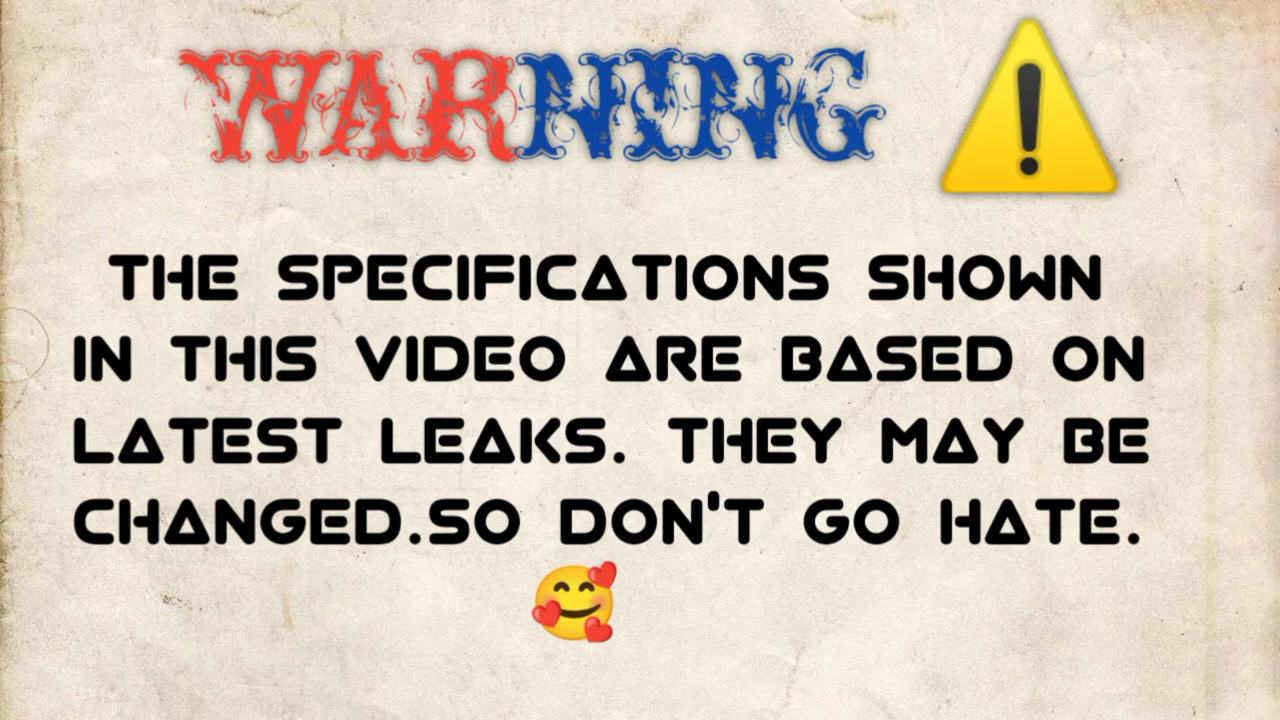 WARNING
THE SPECIFICATIONS SHOWN
IN THIS VIDEO ARE BASED ON
LATEST LEAKS. THEY MAY BE
CHANGED.SO DON'T GO HATE.